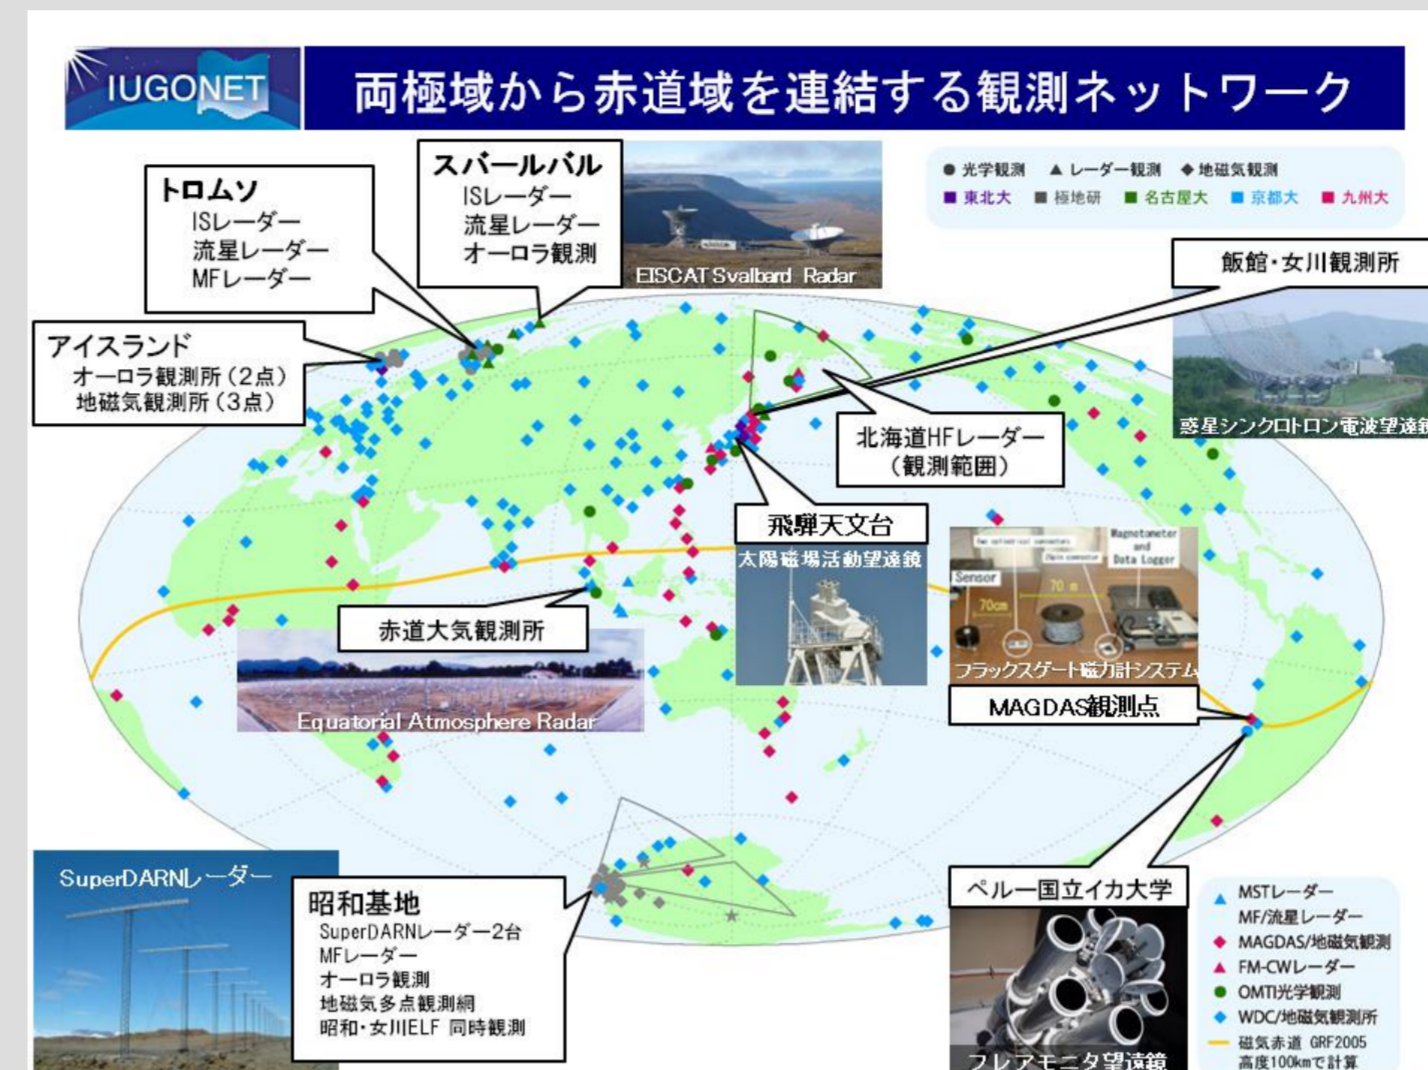 IUGONET
両極域から赤道域を連結する観測ネットワーク
● 光学観測 ▲ レーダー観測 ◆ 地磁気観測
■ 東北大 ■ 極地研 ■ 名古屋大 ■ 京都大 ■ 九州大
スバールバル
ISレーダー
流星レーダー
オーロラ観測
EISCAT Svalbard Radar
トロムソ
ISレーダー
流星レーダー
MFレーダー
アイスランド
オーロラ観測所(2点)
地磁気観測所(3点)
飯館・女川観測所
惑星シンクロトロン電波望遠鏡
北海道HFレーダー
(観測範囲)
飛騨天文台
太陽磁場活動望遠鏡
赤道大気観測所
Equatorial Atmosphere Radar
Magnetometer
and
Data Logger
Sensor
70 m
70cm
フラックスゲート磁力計システム
MAGDAS観測点
SuperDARNレーダー
昭和基地
SuperDARNレーダー2台
MFレーダー
オーロラ観測
地磁気多点観測網
昭和・女川ELF 同時観測
ペルー国立イカ大学
フレアモニタ望遠鏡
▲ MSTレーダー
MF/流星レーダー
◆ MAGDAS/地磁気観測
▲ FM-CWレーダー
● OMTI光学観測
◆ WDC/地磁気観測所
磁気赤道 GRF2005
高度100kmで計算